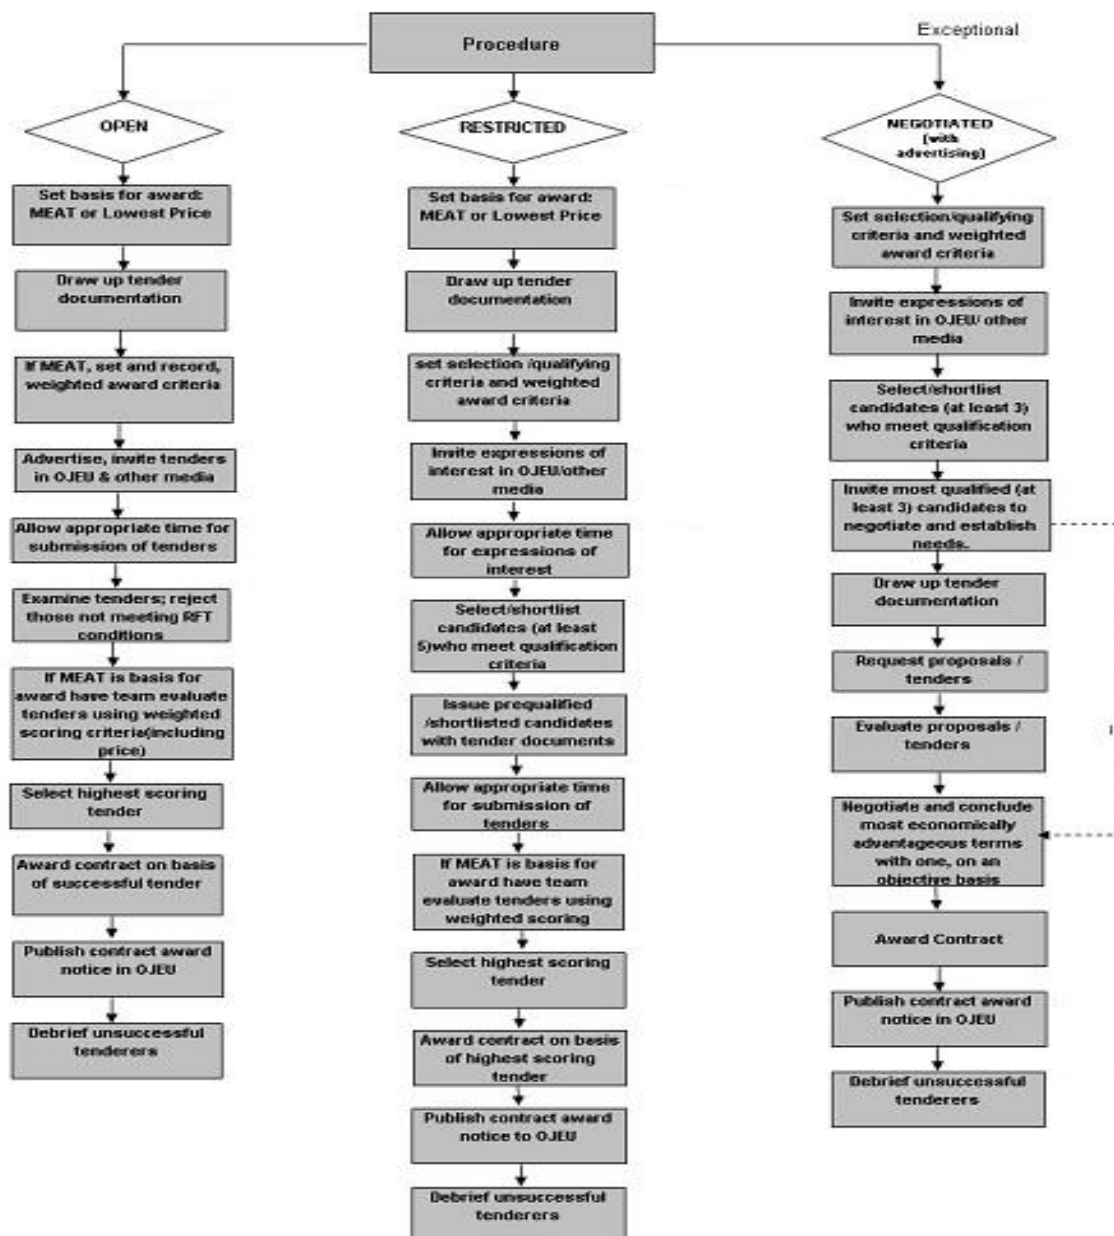 Procedure
Exceptional
OPEN
Set basis for award:
MEAT or Lowest Price
Draw up tender
documentation
If MEAT, set and record,
weighted award criteria
Advertise, invite tenders
in OJEU & other media
Allow appropriate time for
submission of tenders
Examine tenders; reject
those not meeting RFT
conditions
If MEAT is basis for
award have team evaluate
tenders using weighted
scoring criteria(including
price)
Select highest scoring
tender
Award contract on basis
of successful tender
Publish contract award
notice in OJEU
Debrief unsuccessful
tenderers
RESTRICTED
Set basis for award:
MEAT or Lowest Price
Draw up tender
documentation
set selection /qualifying
criteria and weighted
award criteria
Invite expressions of
interest in OJEU/other
media
Allow appropriate time
for expressions of
interest
Select/shortlist
candidates (at least
5)who meet qualification
criteria
Issue prequalified
/shortlisted candidates
with tender documents
Allow appropriate time
for submission of
tenders
If MEAT is basis for
award have team
evaluate tenders using
weighted scoring
Select highest scoring
tender
Award contract on basis
of highest scoring
tender
Publish contract award
notice to OJEU
Debrief unsuccessful
tenderers
NEGOTIATED
(with
advertising)
Set selection/qualifying
criteria and weighted
award criteria
Invite expressions of
interest in OJEU/ other
media
Select/shortlist
candidates (at least 3)
who meet qualification
criteria
Invite most qualified (at
least 3) candidates to
negotiate and establish
needs.
Draw up tender
documentation
Request proposals /
tenders
Evaluate proposals /
tenders
Negotiate and conclude
most economically
advantageous terms
with one, on an
objective basis
Award Contract
Publish contract award
notice in OJEU
Debrief unsuccessful
tenderers